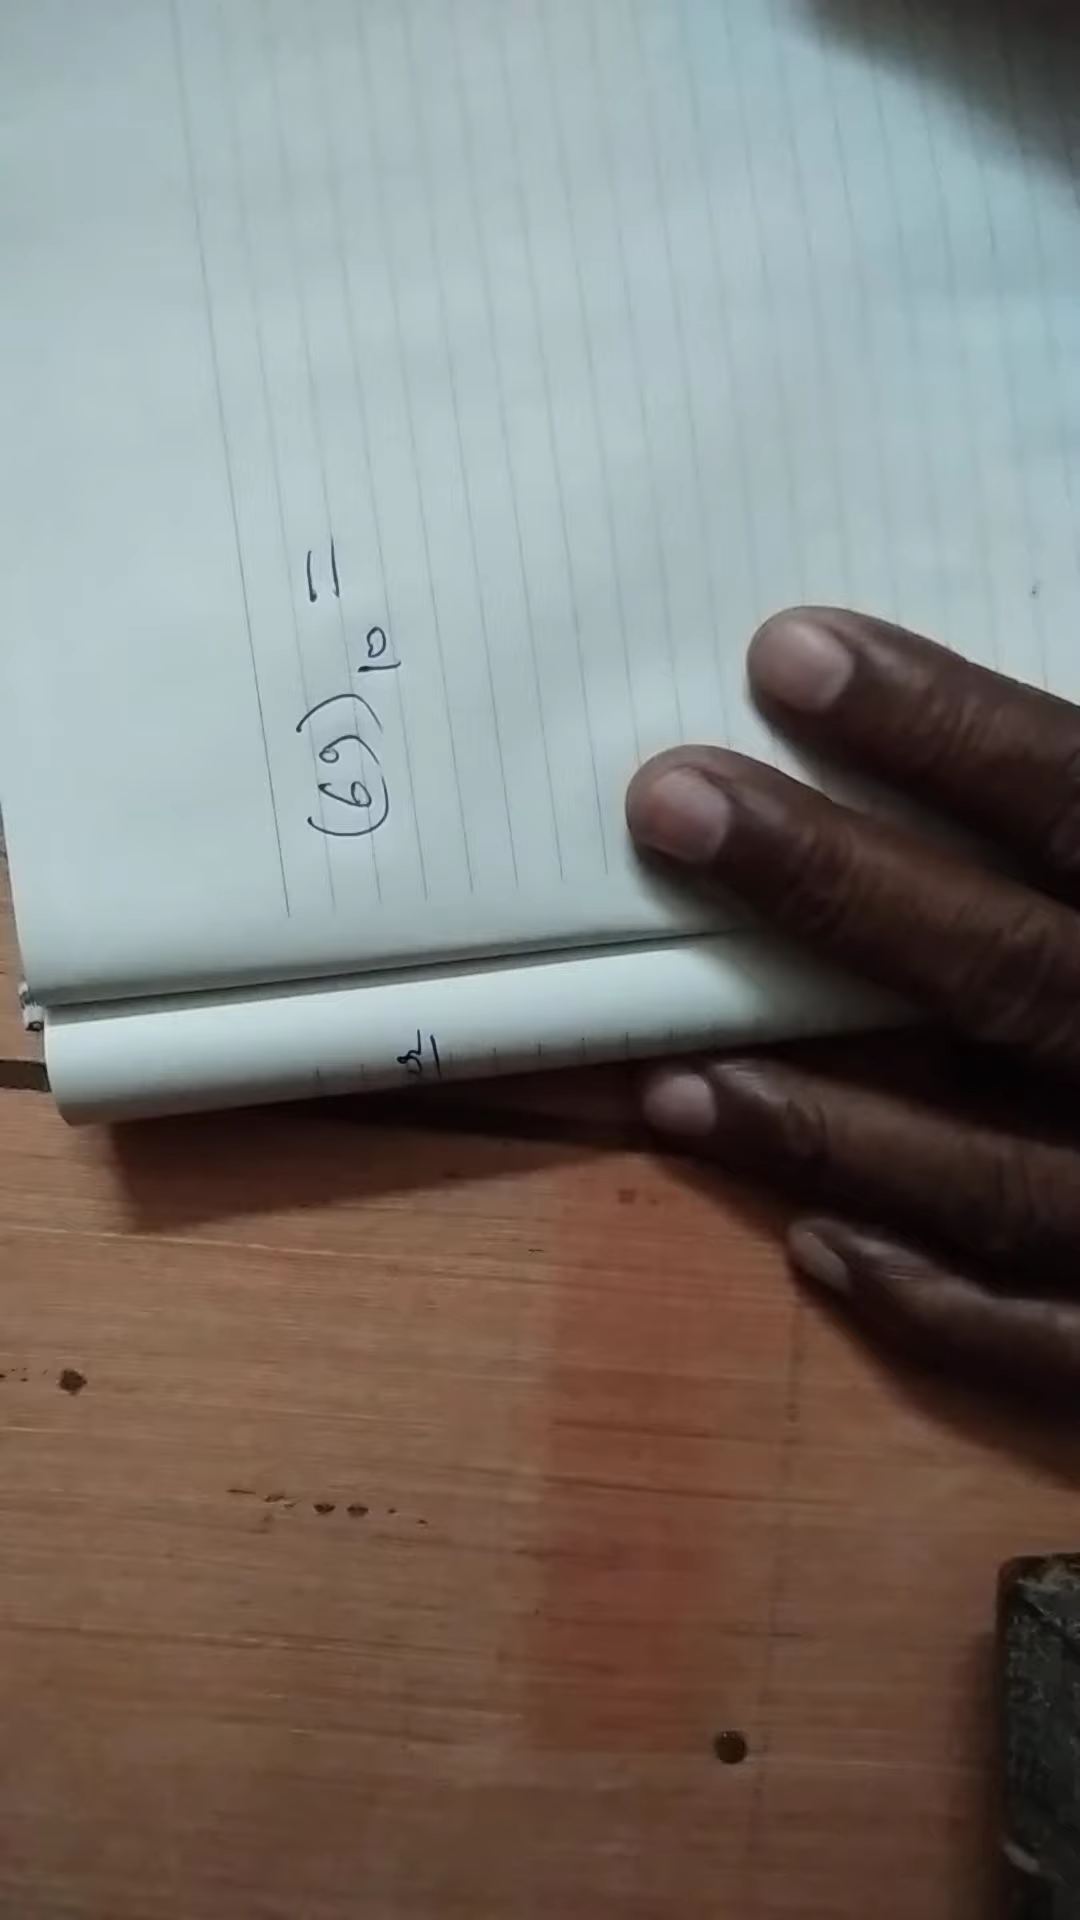 (69)₁₀ =